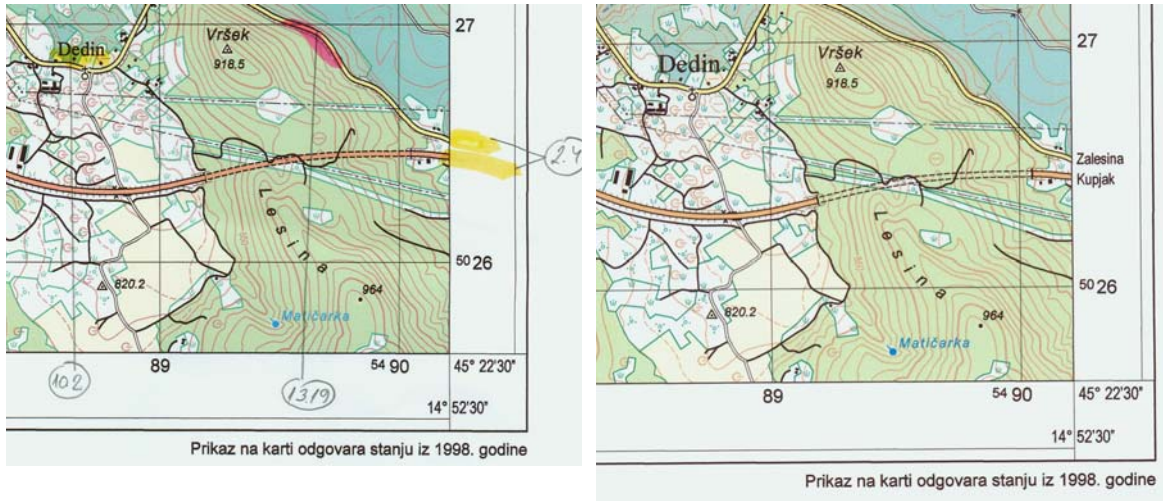 27
Vršek
918.5
Dedin
2.4
Lesina
50 26
820.2
964
Matičarka
102
89
13.19
54 90
45° 22'30"
14° 52'30"
Prikaz na karti odgovara stanju iz 1998. godine
27
Vršek
918.5
Dedin
Zalesina
Kupjak
Lesina
50 26
820.2
964
Matičarka
89
54 90
45° 22'30"
14° 52'30"
Prikaz na karti odgovara stanju iz 1998. godine